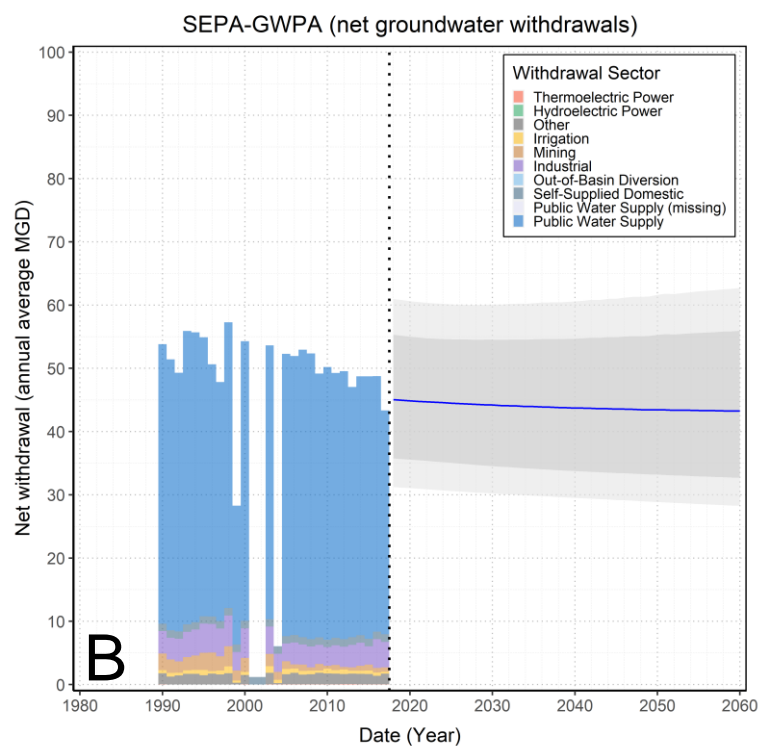 SEPA-GWPA (net groundwater withdrawals)
Net withdrawal (annual average MGD)
100
90
80
70
60
50
40
30
20
10
0
Withdrawal Sector
Thermoelectric Power
Hydroelectric Power
Other
Irrigation
Mining
Industrial
Out-of-Basin Diversion
Self-Supplied Domestic
Public Water Supply (missing)
Public Water Supply
B
1980 1990 2000 2010 2020 2030 2040 2050 2060
Date (Year)